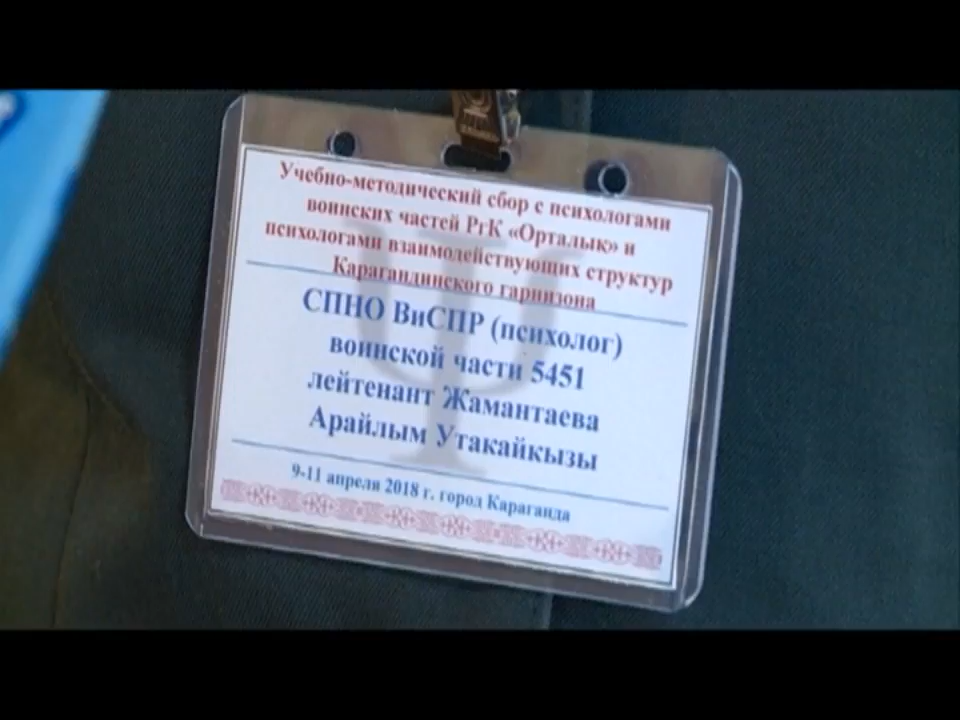 Учебно-методический сбор с психологами
воинских частей РгК «Орталық» и
психологами взаимодействующих структур
Карагандинского гарнизона
СПНО ВиСПР (психолог)
воинской части 5451
лейтенант Жамантаева
Арайлым Утакайкызы
9-11 апреля 2018 г. город Караганда